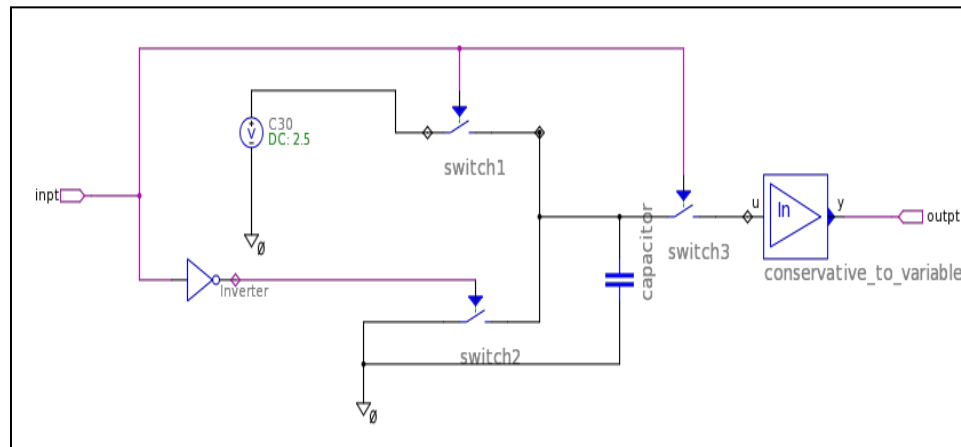 C30
DC: 2.5
switch1
inpt
u
In
y
outpt
switch3
capacitor
conservative_to_variable
Ø
Inverter
switch2
Ø